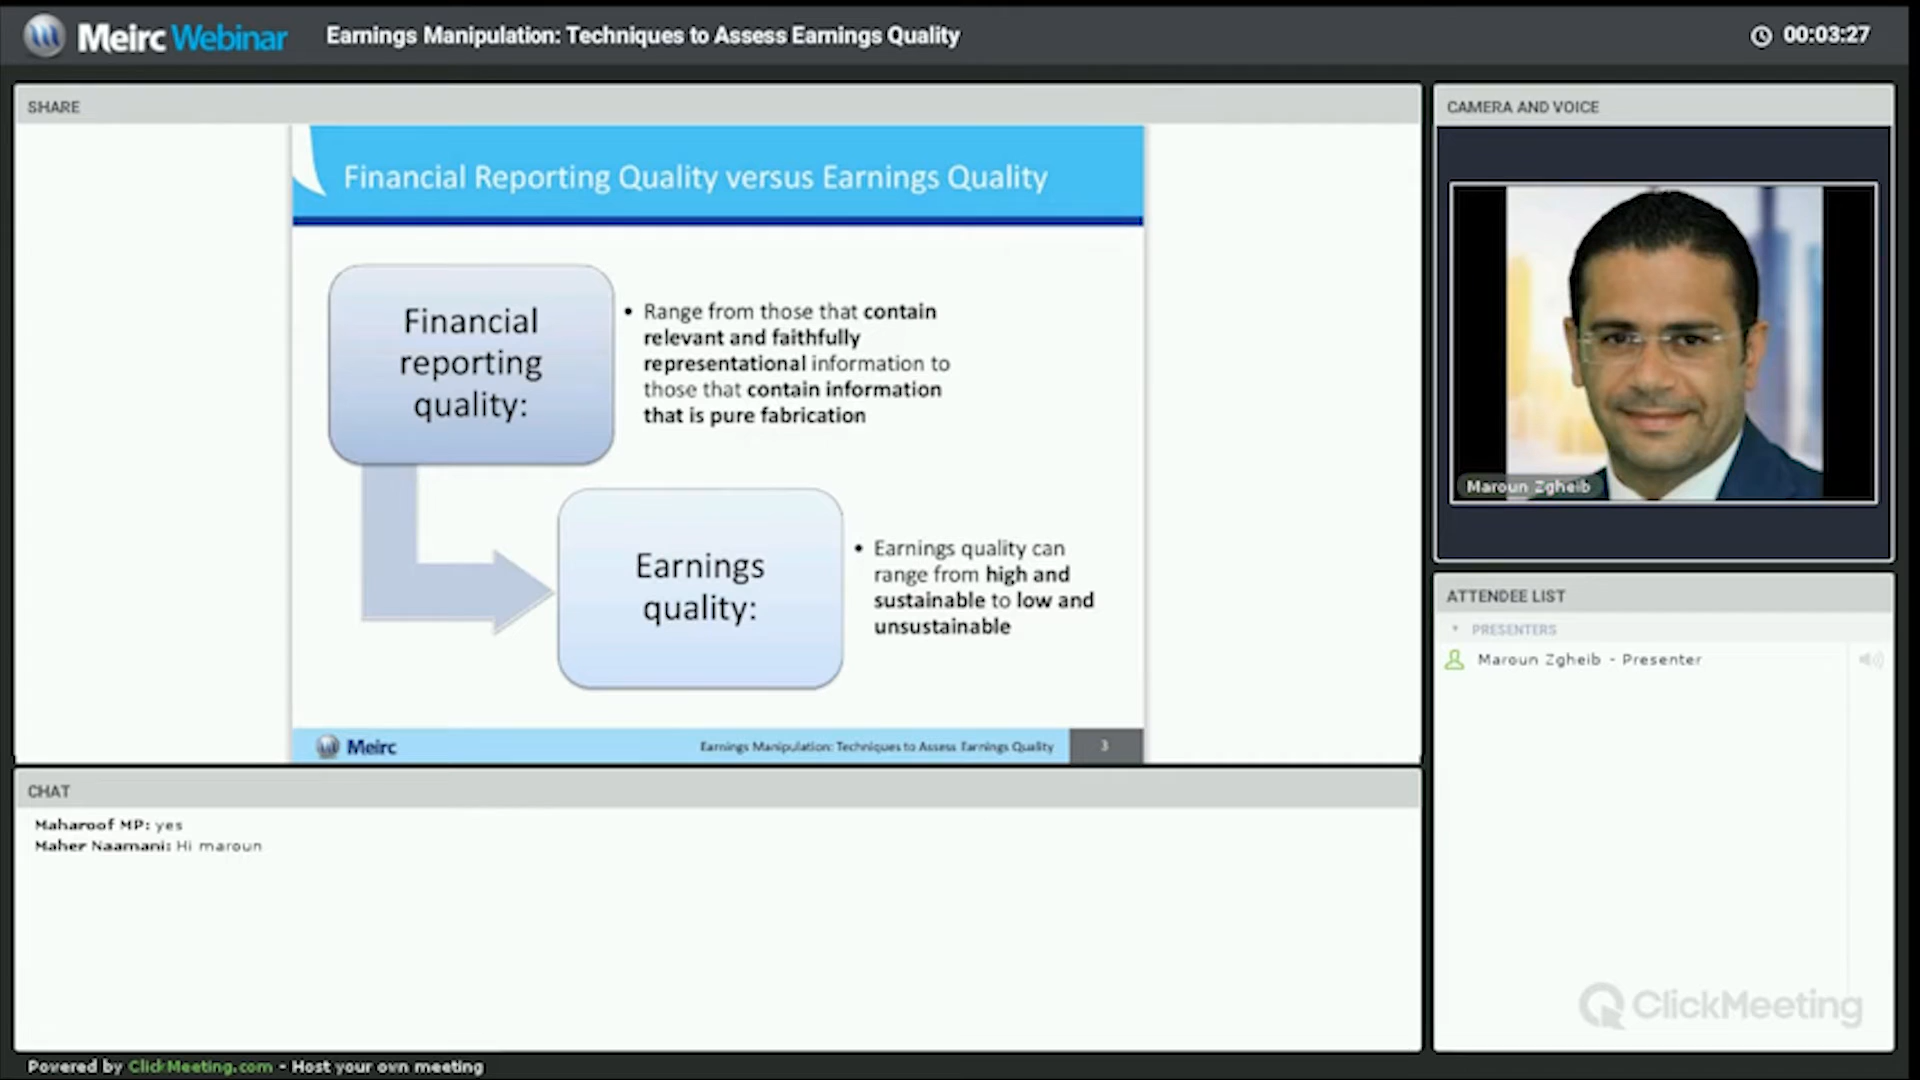 Meirc Webinar
Earnings Manipulation: Techniques to Assess Earnings Quality
00:03:27
SHARE
Financial Reporting Quality versus Earnings Quality
Financial
reporting
quality:
• Range from those that contain
relevant and faithfully
representational information to
those that contain information
that is pure fabrication
Earnings
quality:
• Earnings quality can
range from high and
sustainable to low and
unsustainable
Meirc
Earnings Manipulation: Techniques to Assess Earnings Quality
3
CAMERA AND VOICE
Maroun Zgheib
ATTENDEE LIST
PRESENTERS
Maroun Zgheib - Presenter
CHAT
Maharoof MP: yes
Maher Naamani: Hi maroun
ClickMeeting
Powered by ClickMeeting.com - Host your own meeting